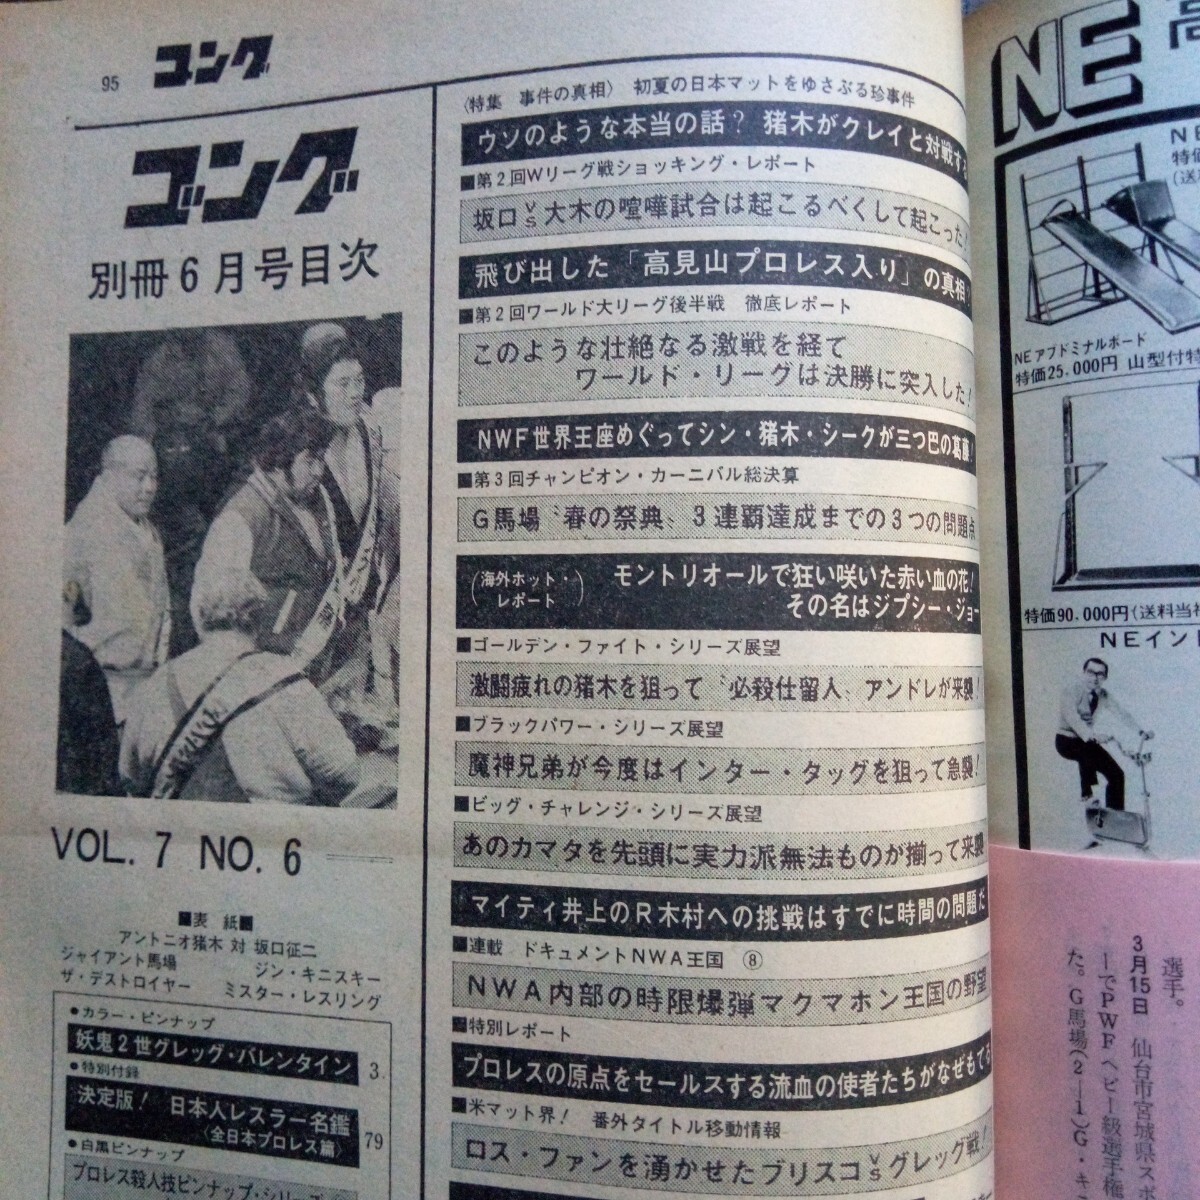 95 ゴング
ゴング
別冊6月号目次
VOL. 7 NO. 6
■表紙■
アントニオ猪木 対 坂口征二
ジャイアント馬場 ジン・キニスキー
ザ・デストロイヤー ミスター・レスリング
●カラー・ピンナップ
妖鬼2世グレッグ・バレンタイン 3
●特別付録
決定版! 日本人レスラー名鑑
〈全日本プロレス篇〉 79
●白黒ピンナップ
プロレス殺人技ピンナップ・シリーズ
〈特集 事件の真相〉 初夏の日本マットをゆさぶる珍事件
ウソのような本当の話? 猪木がクレイと対戦する
■第2回Wリーグ戦ショッキング・レポート
坂口VS大木の喧嘩試合は起こるべくして起こった!
飛び出した「高見山プロレス入り」の真相
■第2回ワールド大リーグ後半戦 徹底レポート
このような壮絶なる激戦を経て
ワールド・リーグは決勝に突入した!
NWF世界王座めぐってシン・猪木・シークが三つ巴の葛藤!
■第3回チャンピオン・カーニバル総決算
G馬場〝春の祭典〟3連覇達成までの3つの問題点
(海外ホット・レポート)
モントリオールで狂い咲いた赤い血の花!
その名はジプシー・ジョー
■ゴールデン・ファイト・シリーズ展望
激闘疲れの猪木を狙って〝必殺仕留人〟アンドレが来襲!
■ブラックパワー・シリーズ展望
魔神兄弟が今度はインター・タッグを狙って急襲!
■ビッグ・チャレンジ・シリーズ展望
あのカマタを先頭に実力派無法ものが揃って来襲
マイティ井上のR木村への挑戦はすでに時間の問題だ
■連載 ドキュメントNWA王国 ⑧
NWA内部の時限爆弾マクマホン王国の野望
■特別レポート
プロレスの原点をセールスする流血の使者たちがなぜもてる
■米マット界! 番外タイトル移動情報
ロス・ファンを湧かせたブリスコVSグレッグ戦!
NE 高
特価
(送料
NEアブドミナルボード
特価25,000円 山型付特
特価90,000円(送料当社
NEイン
選手。
3月15日 仙台市宮城県スポ
ーでPWFヘビー級選手権
た。G馬場(2―1)G・キ